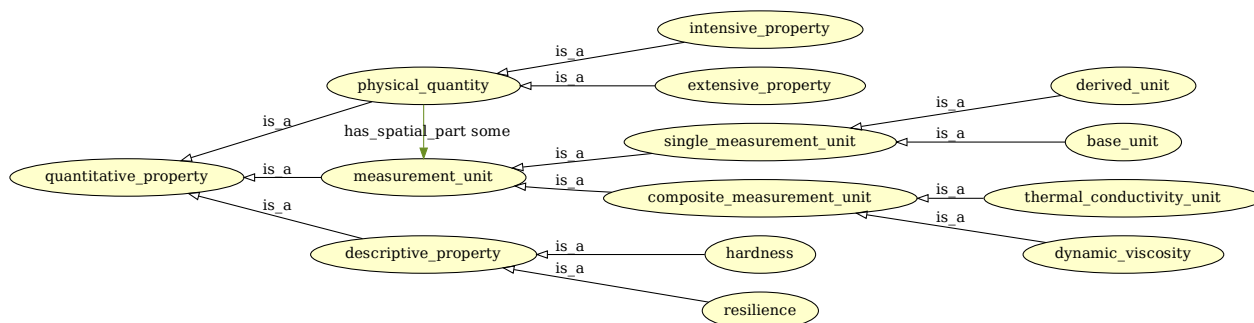 intensive_property
is_a
physical_quantity
is_a
extensive_property
derived_unit
is_a
is_a
has_spatial_part some
single_measurement_unit
is_a
base_unit
is_a
quantitative_property
is_a
measurement_unit
is_a
composite_measurement_unit
is_a
thermal_conductivity_unit
is_a
is_a
descriptive_property
is_a
hardness
dynamic_viscosity
is_a
resilience